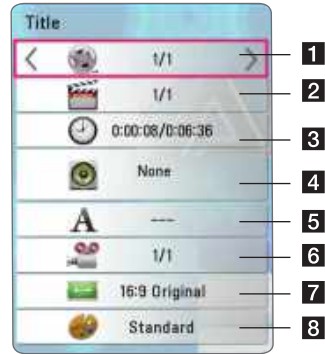 Title
1/1 1
1/1 2
0:00:08/0:06:36 3
None 4
A --- 5
1/1 6
16:9 Original 7
Standard 8